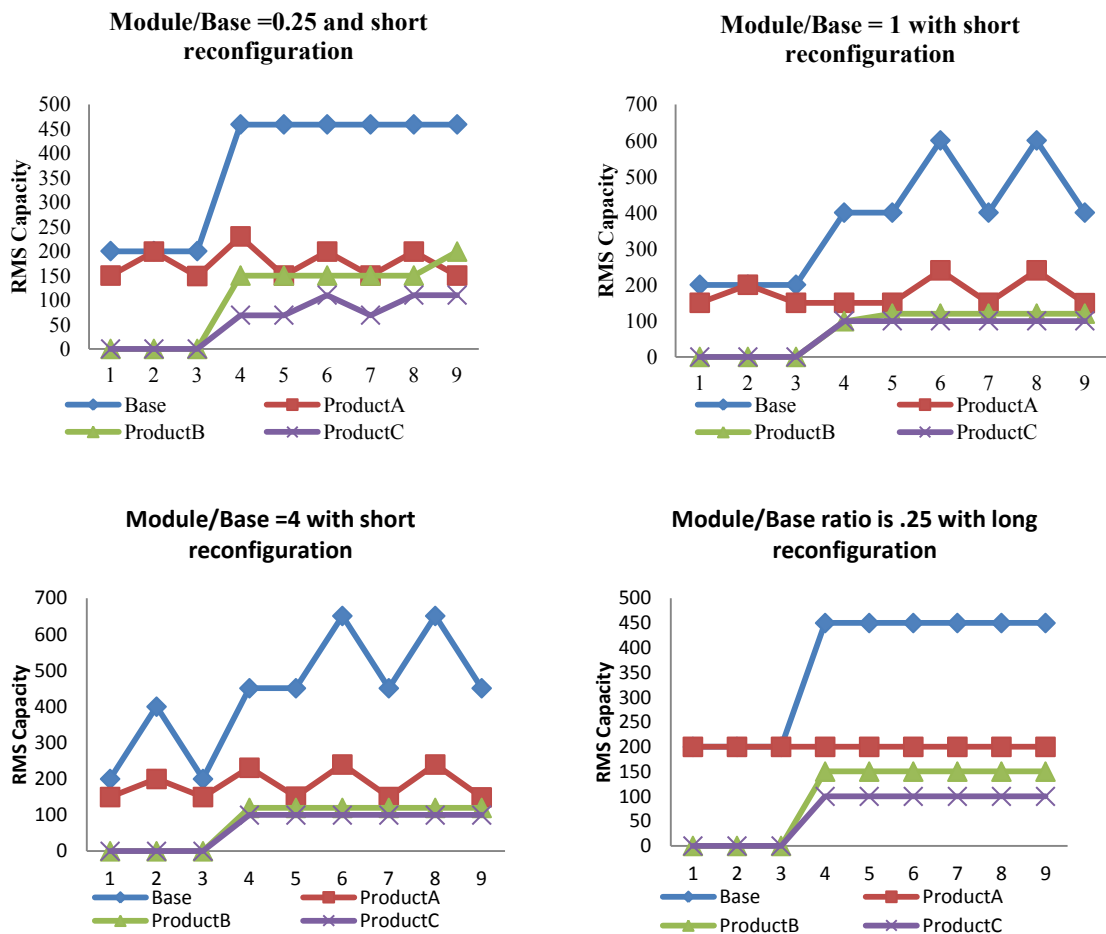 Module/Base =0.25 and short
reconfiguration
RMS Capacity
500
450
400
350
300
250
200
150
100
50
0
1 2 3 4 5 6 7 8 9
Base ProductA
ProductB ProductC
Module/Base = 1 with short
reconfiguration
RMS Capacity
700
600
500
400
300
200
100
0
1 2 3 4 5 6 7 8 9
Base ProductA
ProductB ProductC
Module/Base =4 with short
reconfiguration
RMS Capacity
700
600
500
400
300
200
100
0
1 2 3 4 5 6 7 8 9
Base ProductA
ProductB ProductC
Module/Base ratio is .25 with long
reconfiguration
RMS Capacity
500
450
400
350
300
250
200
150
100
50
0
1 2 3 4 5 6 7 8 9
Base ProductA
ProductB ProductC